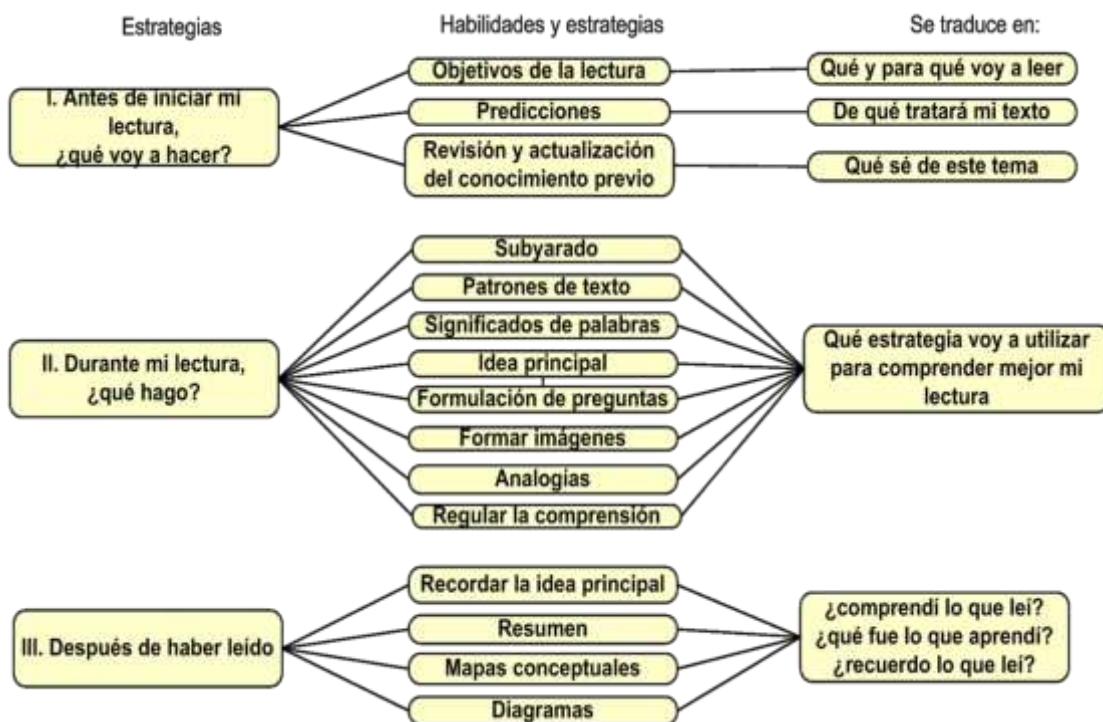 Estrategias
Habilidades y estrategias
Se traduce en:
I. Antes de iniciar mi
lectura,
¿qué voy a hacer?
Objetivos de la lectura
Qué y para qué voy a leer
Predicciones
De qué tratará mi texto
Revisión y actualización
del conocimiento previo
Qué sé de este tema
II. Durante mi lectura,
¿qué hago?
Subyarado
Patrones de texto
Significados de palabras
Idea principal
Formulación de preguntas
Formar imágenes
Analogias
Regular la comprensión
Qué estrategia voy a utilizar
para comprender mejor mi
lectura
III. Después de haber leído
Recordar la idea principal
Resumen
Mapas conceptuales
Diagramas
¿comprendí lo que leí?
¿qué fue lo que aprendí?
¿recuerdo lo que leí?